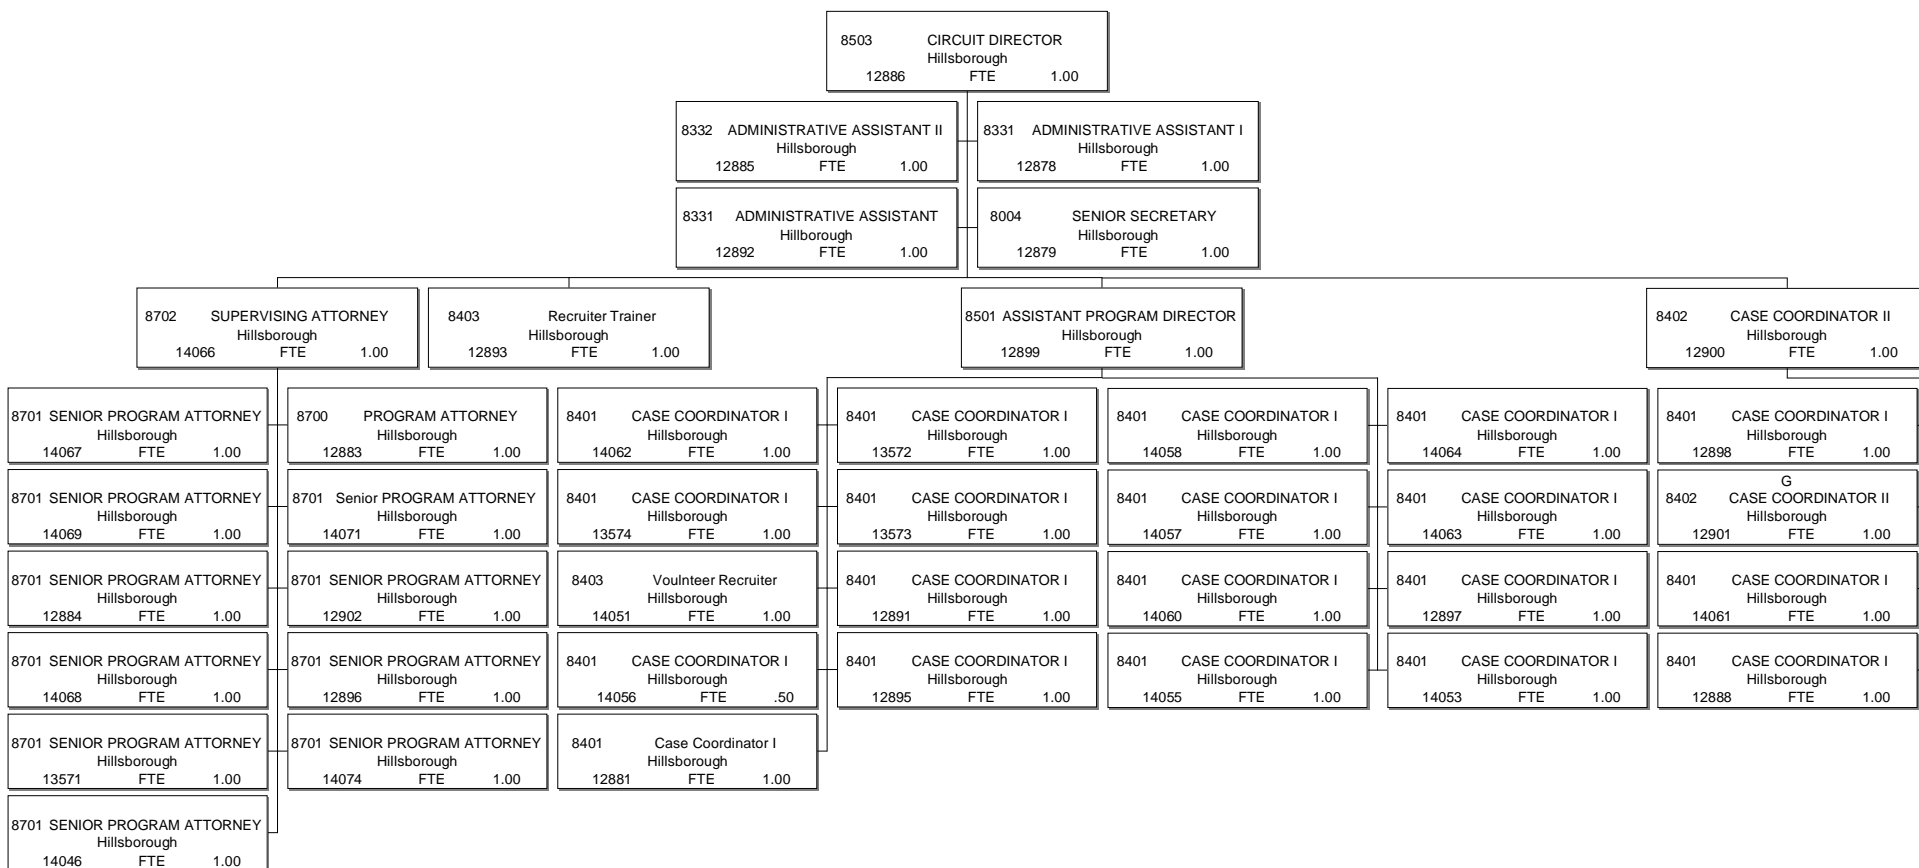 8503 CIRCUIT DIRECTOR
Hillsborough
12886 FTE 1.00
8332 ADMINISTRATIVE ASSISTANT II
Hillsborough
12885 FTE 1.00
8331 ADMINISTRATIVE ASSISTANT I
Hillsborough
12878 FTE 1.00
8331 ADMINISTRATIVE ASSISTANT
Hillborough
12892 FTE 1.00
8004 SENIOR SECRETARY
Hillsborough
12879 FTE 1.00
8702 SUPERVISING ATTORNEY
Hillsborough
14066 FTE 1.00
8403 Recruiter Trainer
Hillsborough
12893 FTE 1.00
8501 ASSISTANT PROGRAM DIRECTOR
Hillsborough
12899 FTE 1.00
8402 CASE COORDINATOR II
Hillsborough
12900 FTE 1.00
8701 SENIOR PROGRAM ATTORNEY
Hillsborough
14067 FTE 1.00
8700 PROGRAM ATTORNEY
Hillsborough
12883 FTE 1.00
8401 CASE COORDINATOR I
Hillsborough
14062 FTE 1.00
8401 CASE COORDINATOR I
Hillsborough
13572 FTE 1.00
8401 CASE COORDINATOR I
Hillsborough
14058 FTE 1.00
8401 CASE COORDINATOR I
Hillsborough
14064 FTE 1.00
8401 CASE COORDINATOR I
Hillsborough
12898 FTE 1.00
8701 SENIOR PROGRAM ATTORNEY
Hillsborough
14069 FTE 1.00
8701 Senior PROGRAM ATTORNEY
Hillsborough
14071 FTE 1.00
8401 CASE COORDINATOR I
Hillsborough
13574 FTE 1.00
8401 CASE COORDINATOR I
Hillsborough
13573 FTE 1.00
8401 CASE COORDINATOR I
Hillsborough
14057 FTE 1.00
8401 CASE COORDINATOR I
Hillsborough
14063 FTE 1.00
G
8402 CASE COORDINATOR II
Hillsborough
12901 FTE 1.00
8701 SENIOR PROGRAM ATTORNEY
Hillsborough
12884 FTE 1.00
8701 SENIOR PROGRAM ATTORNEY
Hillsborough
12902 FTE 1.00
8403 Voulnteer Recruiter
Hillsborough
14051 FTE 1.00
8401 CASE COORDINATOR I
Hillsborough
12891 FTE 1.00
8401 CASE COORDINATOR I
Hillsborough
14060 FTE 1.00
8401 CASE COORDINATOR I
Hillsborough
12897 FTE 1.00
8401 CASE COORDINATOR I
Hillsborough
14061 FTE 1.00
8701 SENIOR PROGRAM ATTORNEY
Hillsborough
14068 FTE 1.00
8701 SENIOR PROGRAM ATTORNEY
Hillsborough
12896 FTE 1.00
8401 CASE COORDINATOR I
Hillsborough
14056 FTE .50
8401 CASE COORDINATOR I
Hillsborough
12895 FTE 1.00
8401 CASE COORDINATOR I
Hillsborough
14055 FTE 1.00
8401 CASE COORDINATOR I
Hillsborough
14053 FTE 1.00
8401 CASE COORDINATOR I
Hillsborough
12888 FTE 1.00
8701 SENIOR PROGRAM ATTORNEY
Hillsborough
13571 FTE 1.00
8701 SENIOR PROGRAM ATTORNEY
Hillsborough
14074 FTE 1.00
8401 Case Coordinator I
Hillsborough
12881 FTE 1.00
8701 SENIOR PROGRAM ATTORNEY
Hillsborough
14046 FTE 1.00